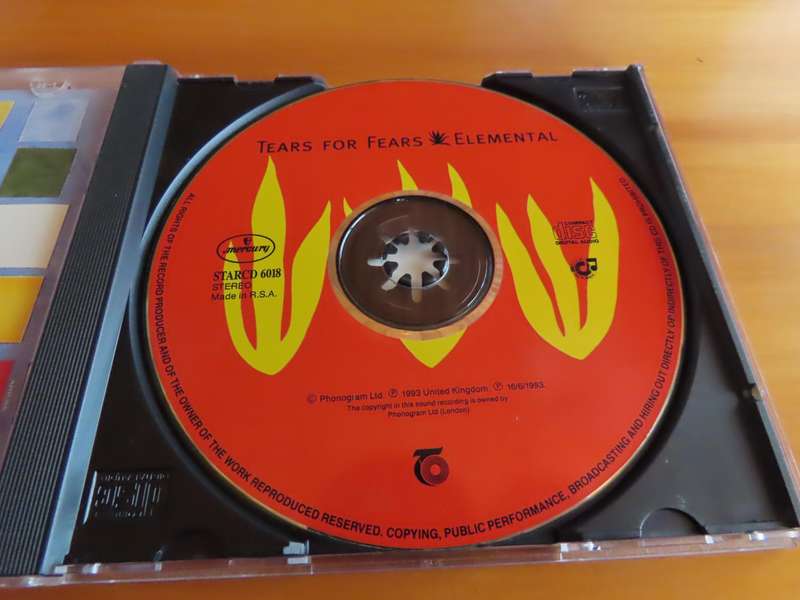 TEARS FOR FEARS ELEMENTAL
mercury
STARCD 6018
STEREO
Made in R.S.A.
COMPACT
disc
DIGITAL AUDIO
© Phonogram Ltd. ℗ 1993 United Kingdom. ℗ 16/6/1993.
The copyright in this sound recording is owned by
Phonogram Ltd (London)
ALL RIGHTS OF THE RECORD PRODUCER AND OF THE OWNER OF THE WORK REPRODUCED RESERVED. COPYING, PUBLIC PERFORMANCE, BROADCASTING AND HIRING OUT DIRECTLY OF INDIRECTLY OF THIS CD IS PROHIBITED